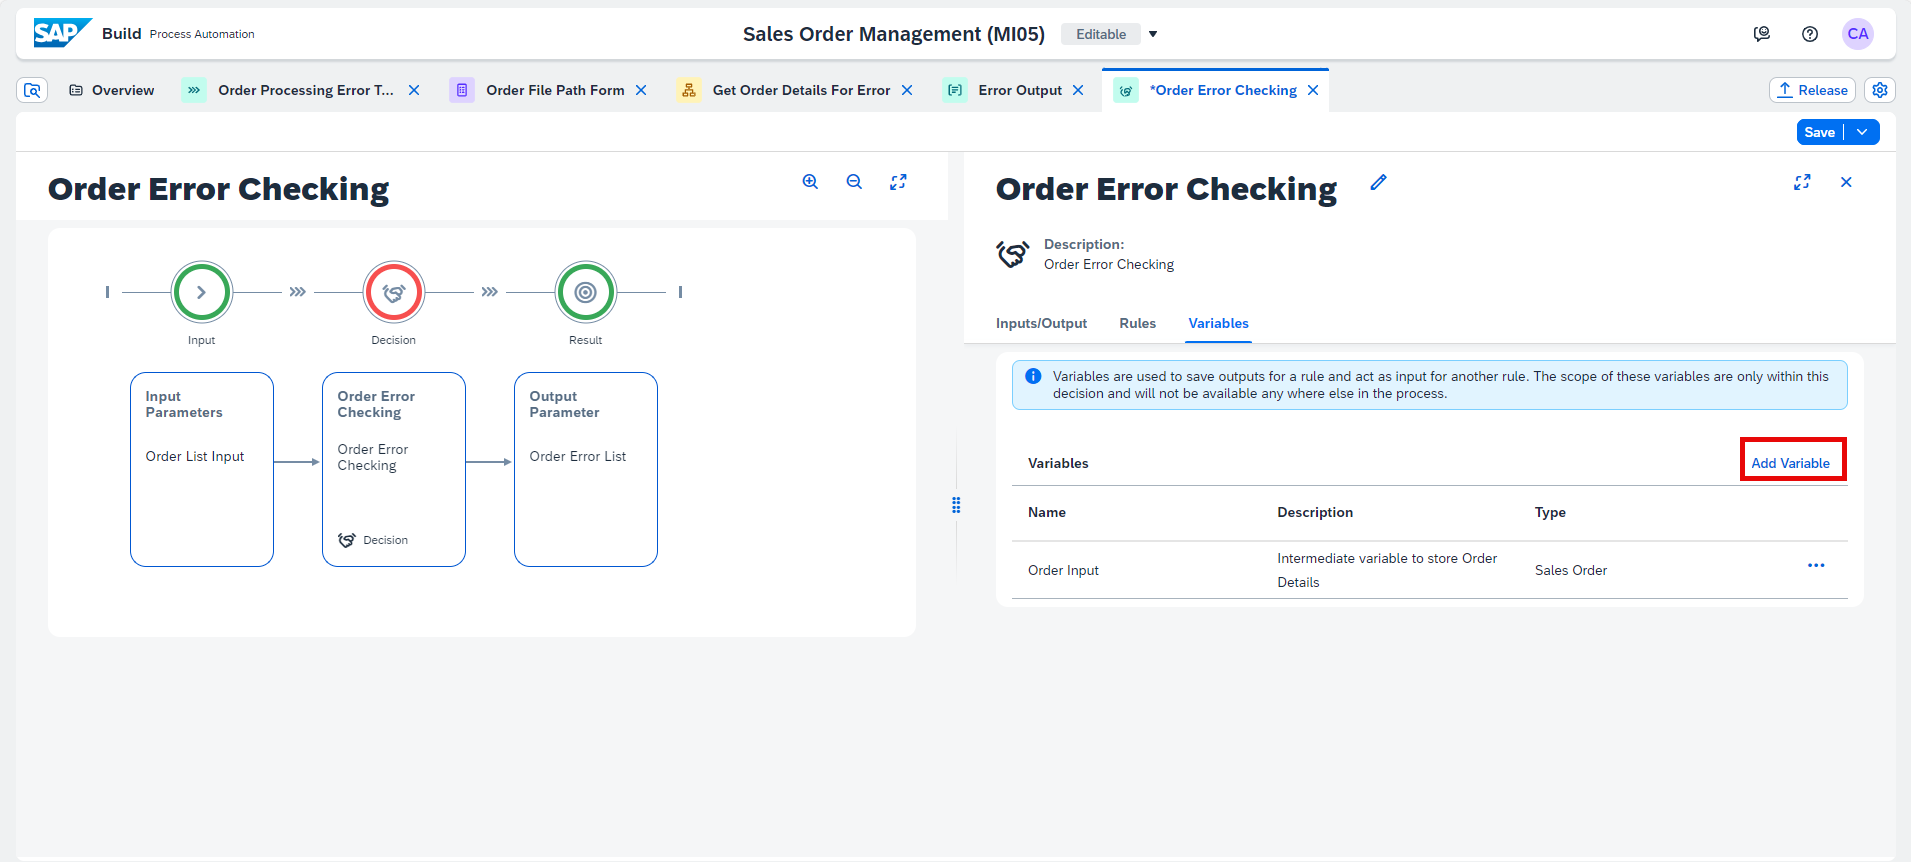 SAP Build Process Automation
Sales Order Management (MI05) Editable
CA
Overview
Order Processing Error T...
Order File Path Form
Get Order Details For Error
Error Output
*Order Error Checking
Release
Save
Order Error Checking
Input
Decision
Result
Input
Parameters
Order List Input
Order Error
Checking
Order Error
Checking
Decision
Output
Parameter
Order Error List
Order Error Checking
Description:
Order Error Checking
Inputs/Output Rules Variables
Variables are used to save outputs for a rule and act as input for another rule. The scope of these variables are only within this
decision and will not be available any where else in the process.
Variables
Add Variable
Name Description Type
Order Input
Intermediate variable to store Order
Details
Sales Order